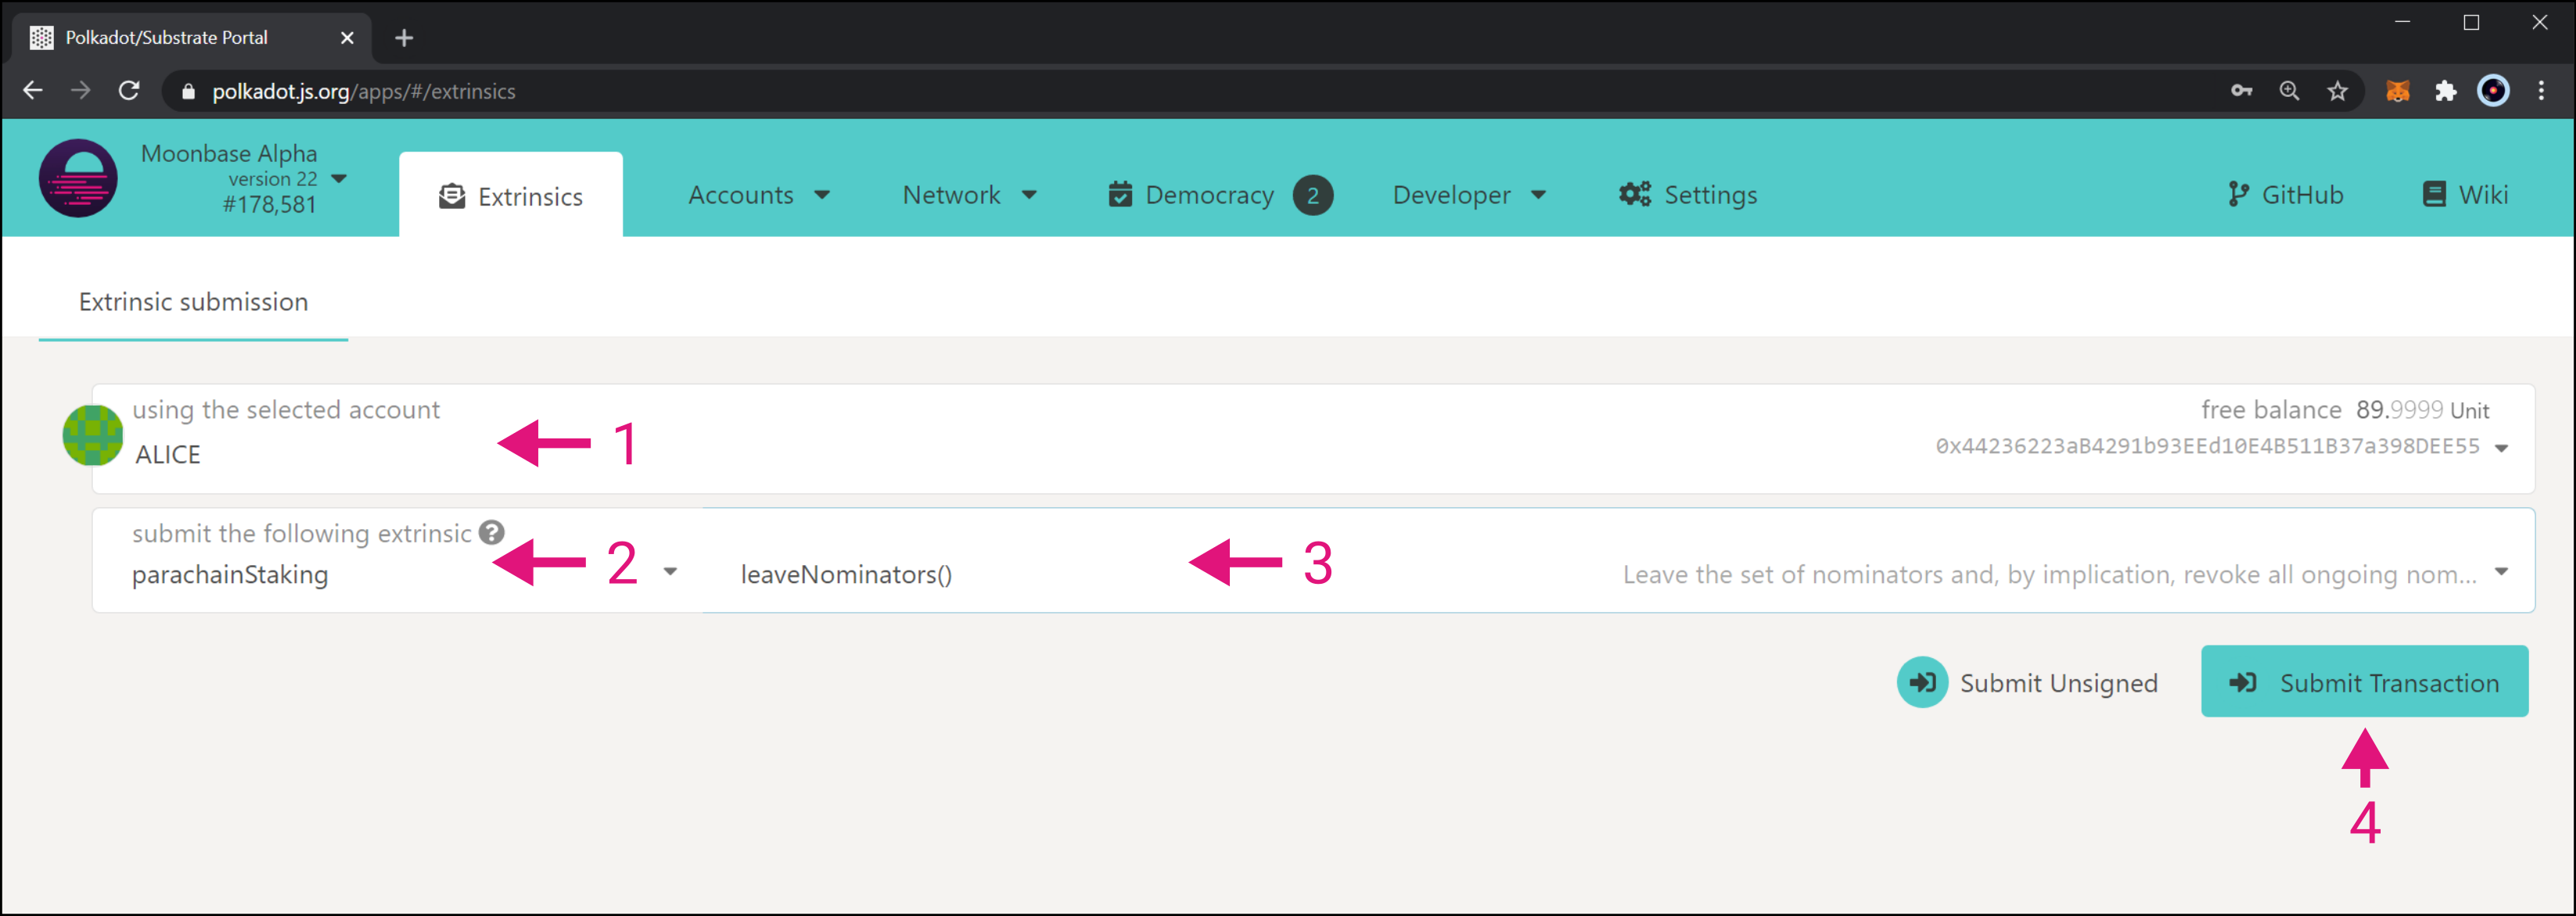 Polkadot/Substrate Portal
polkadot.js.org/apps/#/extrinsics
Moonbase Alpha
version 22
#178,581
Extrinsics
Accounts
Network
Democracy 2
Developer
Settings
GitHub
Wiki
Extrinsic submission
using the selected account
ALICE
1
free balance 89.9999 Unit
0x44236223aB4291b93EEd10E4B511B37a398DEE55
submit the following extrinsic ?
parachainStaking
2
leaveNominators()
3
Leave the set of nominators and, by implication, revoke all ongoing nom...
Submit Unsigned
Submit Transaction
4